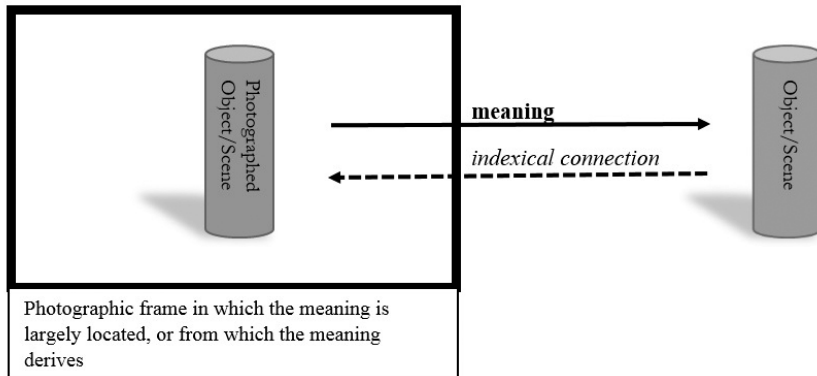 Photographed
Object/Scene
meaning
indexical connection
Object/Scene
Photographic frame in which the meaning is
largely located, or from which the meaning
derives